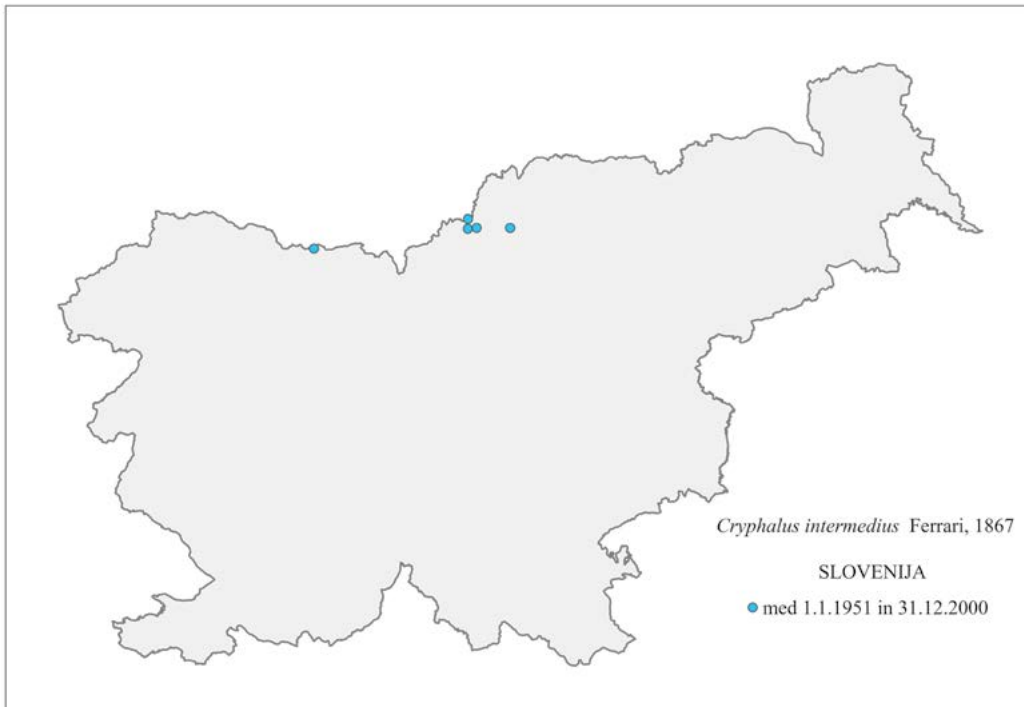 Cryphalus intermedius Ferrari, 1867
SLOVENIJA
med 1.1.1951 in 31.12.2000